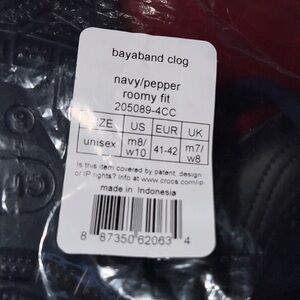 bayaband clog
navy/pepper
roomy fit
205089-4CC
SIZE US EUR UK
unisex m8/ w10 41-42 m7/ w8
Is this item covered by patent, design
or IP rights? Info at www.crocs.com/ip
made in Indonesia
8 87350 62063 4